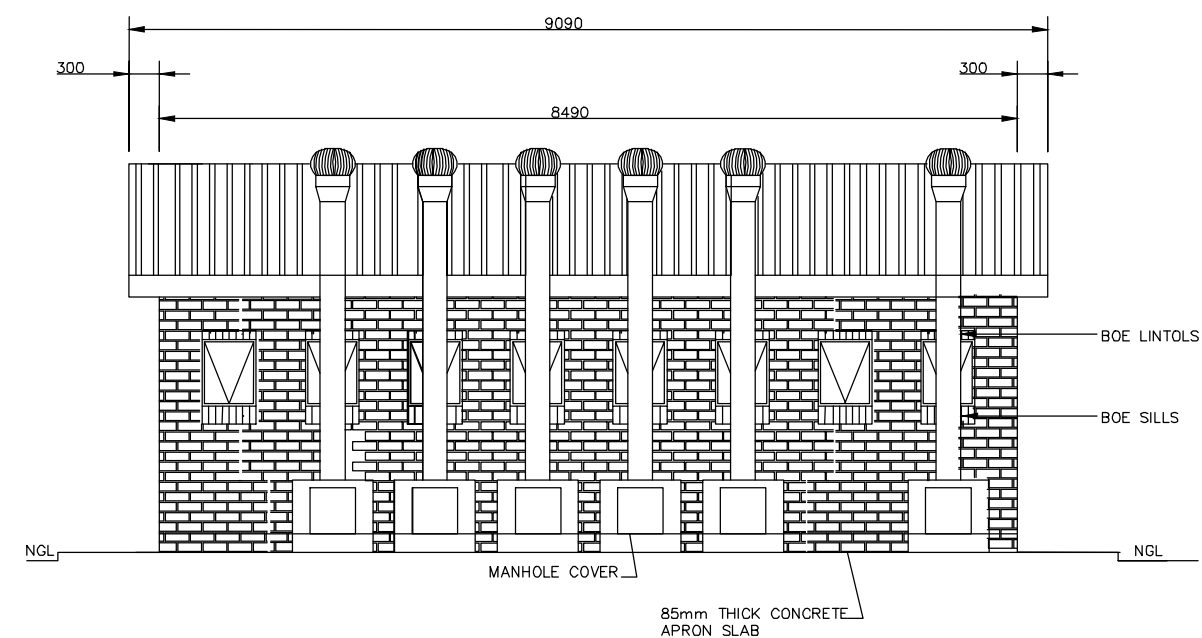 9090
300
300
8490
BOE LINTOLS
BOE SILLS
NGL
NGL
MANHOLE COVER
85mm THICK CONCRETE
APRON SLAB